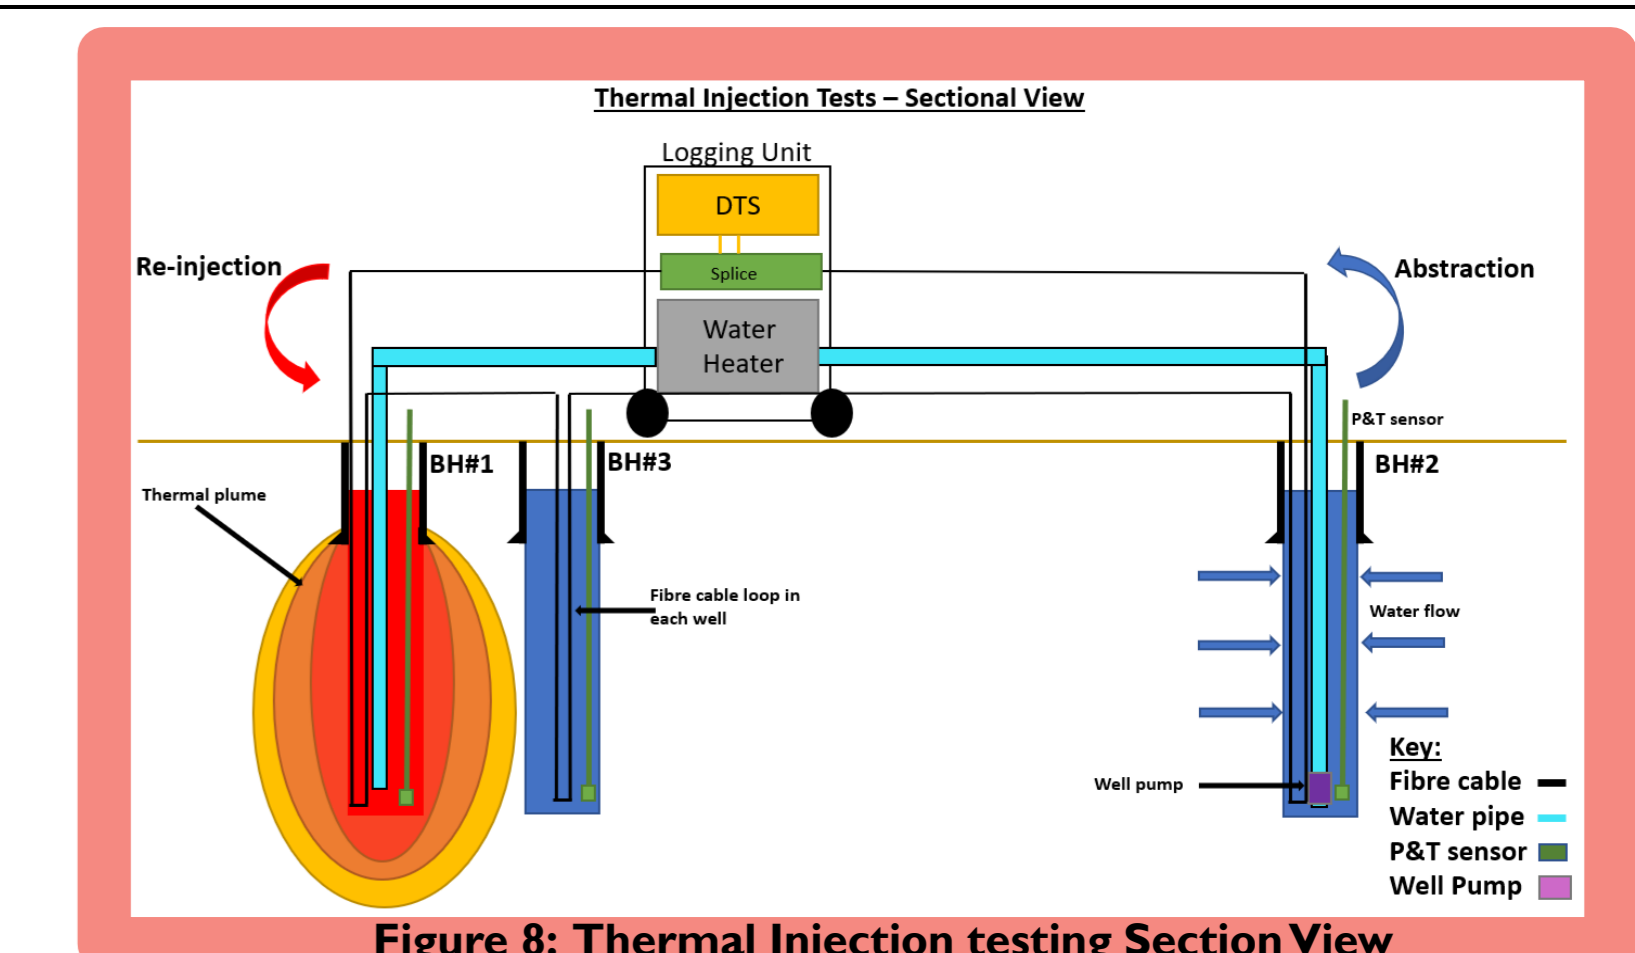 Thermal Injection Tests – Sectional View
Logging Unit
DTS
Splice
Water
Heater
Re-injection
Abstraction
P&T sensor
BH#1
BH#3
BH#2
Thermal plume
Fibre cable loop in
each well
Water flow
Well pump
Key:
Fibre cable
Water pipe
P&T sensor
Well Pump
Figure 8: Thermal Injection testing Section View